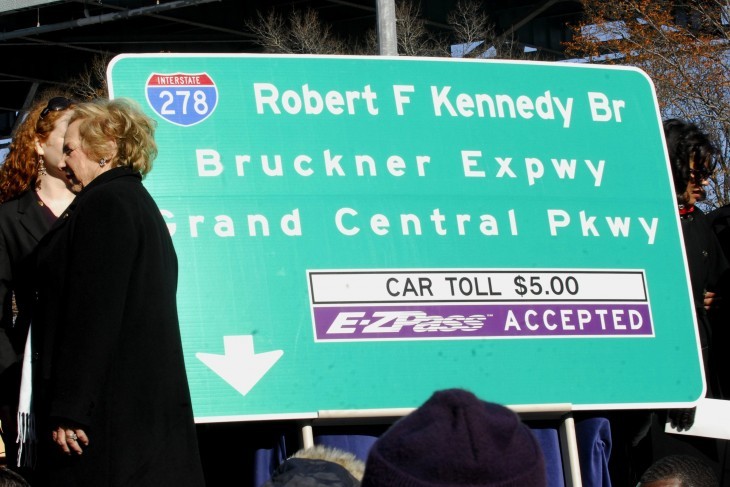 INTERSTATE
278
Robert F Kennedy Br
Bruckner Expwy
Grand Central Pkwy
CAR TOLL $5.00
E-ZPass ACCEPTED